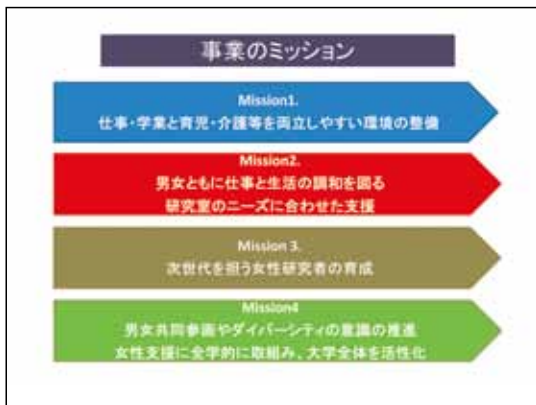 事業のミッション
Mission1.
仕事・学業と育児・介護等を両立しやすい環境の整備
Mission2.
男女ともに仕事と生活の調和を図る
研究室のニーズに合わせた支援
Mission 3.
次世代を担う女性研究者の育成
Mission4
男女共同参画やダイバーシティの意識の推進
女性支援に全学的に取組み、大学全体を活性化